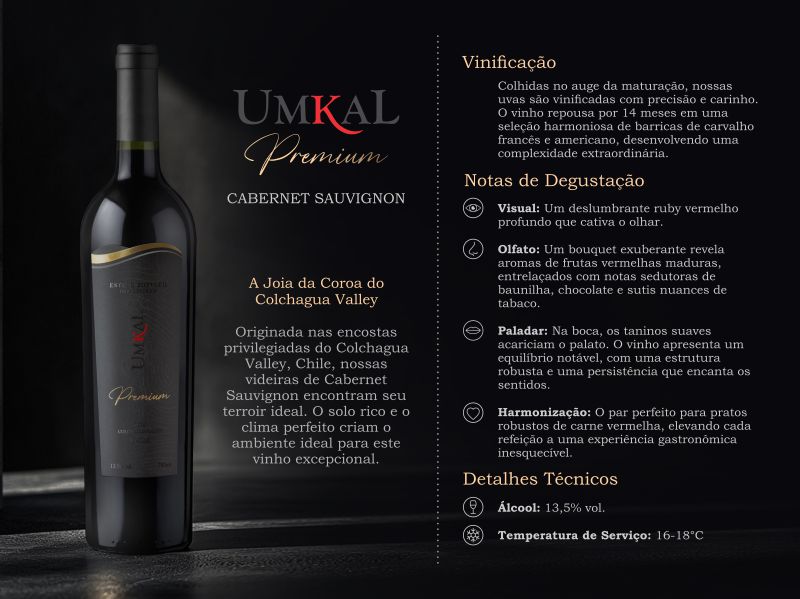 UMKAL
Premium
CABERNET SAUVIGNON
A Joia da Coroa do
Colchagua Valley
Originada nas encostas
privilegiadas do Colchagua
Valley, Chile, nossas
videiras de Cabernet
Sauvignon encontram seu
terroir ideal. O solo rico e o
clima perfeito criam o
ambiente ideal para este
vinho excepcional.
Vinificação
Colhidas no auge da maturação, nossas
uvas são vinificadas com precisão e carinho.
O vinho repousa por 14 meses em uma
seleção harmoniosa de barricas de carvalho
francês e americano, desenvolvendo uma
complexidade extraordinária.
Notas de Degustação
Visual: Um deslumbrante ruby vermelho
profundo que cativa o olhar.
Olfato: Um bouquet exuberante revela
aromas de frutas vermelhas maduras,
entrelaçados com notas sedutoras de
baunilha, chocolate e sutis nuances de
tabaco.
Paladar: Na boca, os taninos suaves
acariciam o palato. O vinho apresenta um
equilíbrio notável, com uma estrutura
robusta e uma persistência que encanta os
sentidos.
Harmonização: O par perfeito para pratos
robustos de carne vermelha, elevando cada
refeição a uma experiência gastronômica
inesquecível.
Detalhes Técnicos
Álcool: 13,5% vol.
Temperatura de Serviço: 16-18°C
UMKAL
Premium